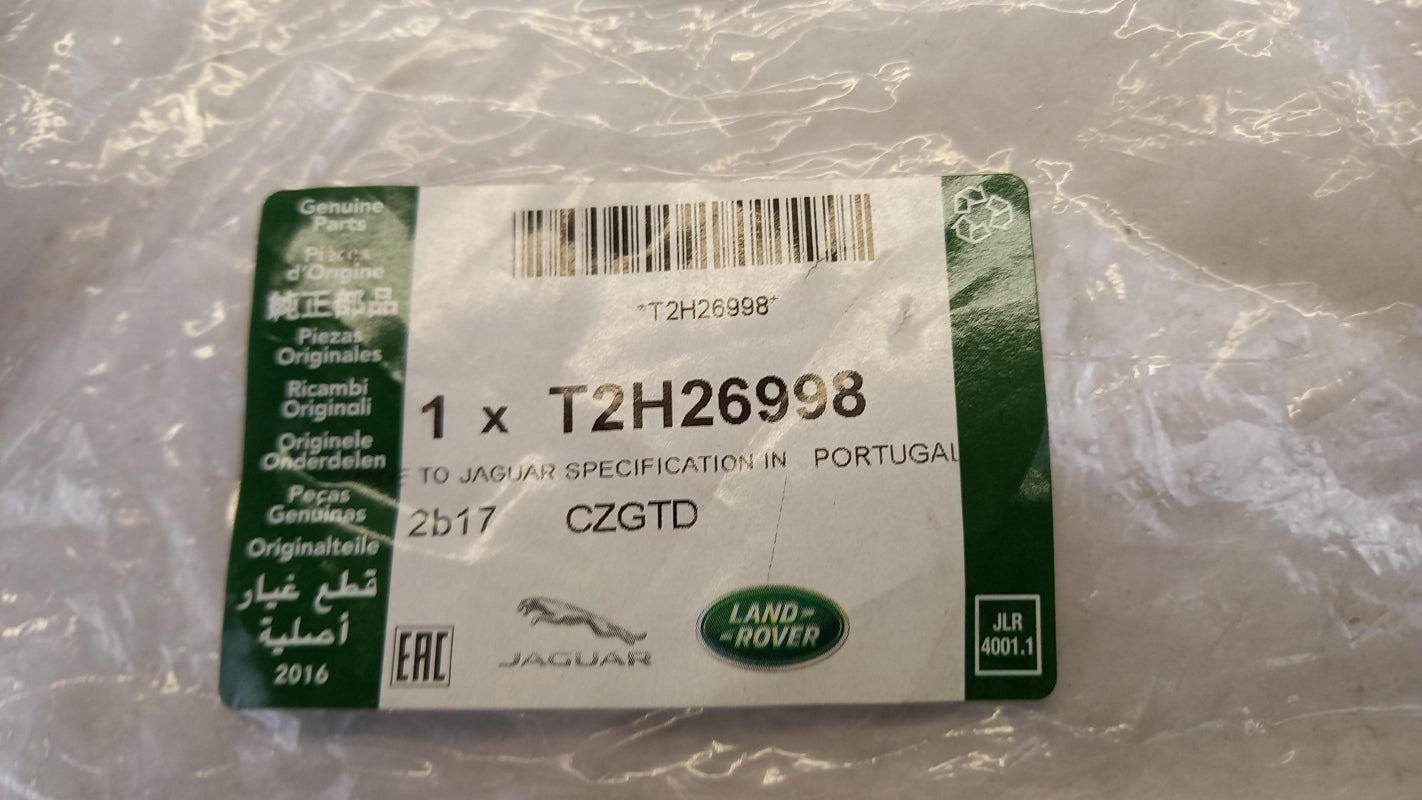 Genuine
Parts
Pièces
d'Origine
純正部品
Piezas
Originales
Ricambi
Originali
Originele
Onderdelen
Peças
Genuínas
Originalteile
قطع غيار
أصلية
2016
*T2H26998*
1 x T2H26998
TO JAGUAR SPECIFICATION IN PORTUGAL
2b17 CZGTD
EAC
JAGUAR
LAND-
-ROVER
JLR
4001.1